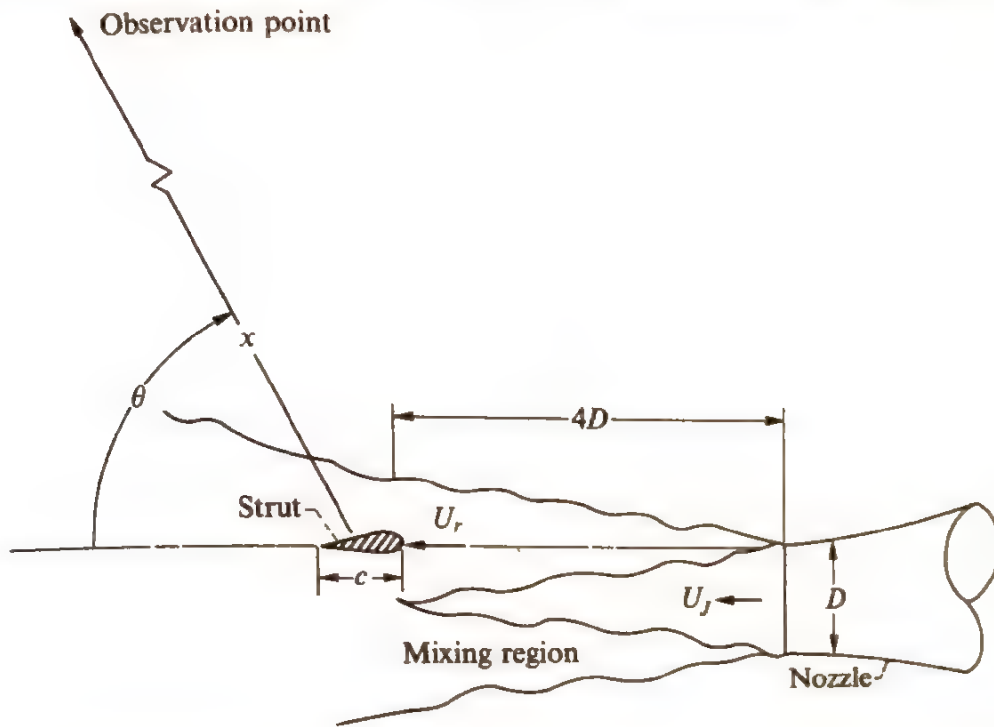 Observation point
x
θ
4D
Strut
U_r
c
U_J
D
Mixing region
Nozzle